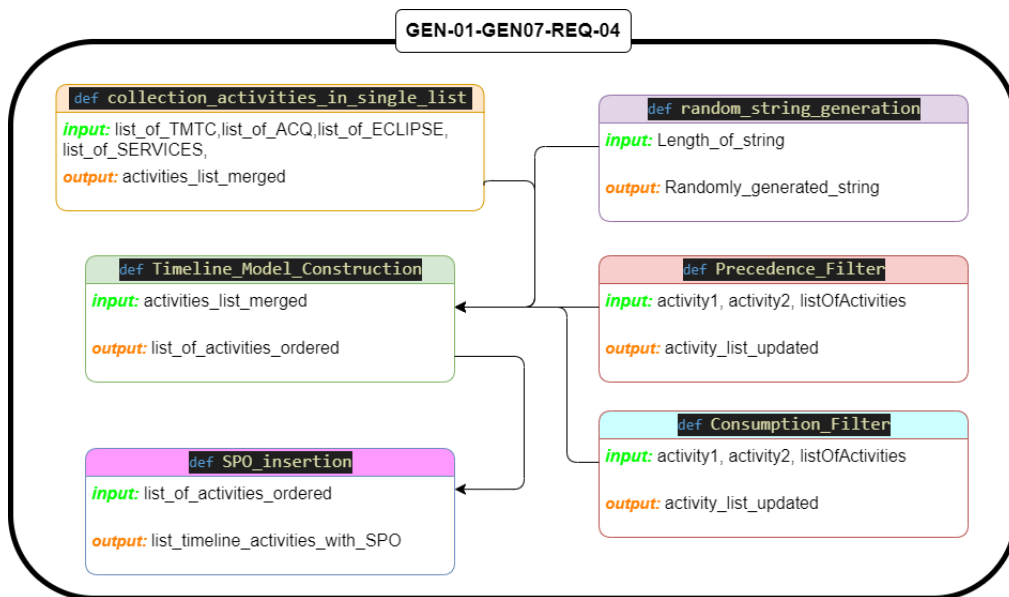 GEN-01-GEN07-REQ-04
def collection_activities_in_single_list
input: list_of_TMTC,list_of_ACQ,list_of_ECLIPSE,
list_of_SERVICES,
output: activities_list_merged
def random_string_generation
input: Length_of_string
output: Randomly_generated_string
def Timeline_Model_Construction
input: activities_list_merged
output: list_of_activities_ordered
def Precedence_Filter
input: activity1, activity2, listOfActivities
output: activity_list_updated
def SPO_insertion
input: list_of_activities_ordered
output: list_timeline_activities_with_SPO
def Consumption_Filter
input: activity1, activity2, listOfActivities
output: activity_list_updated